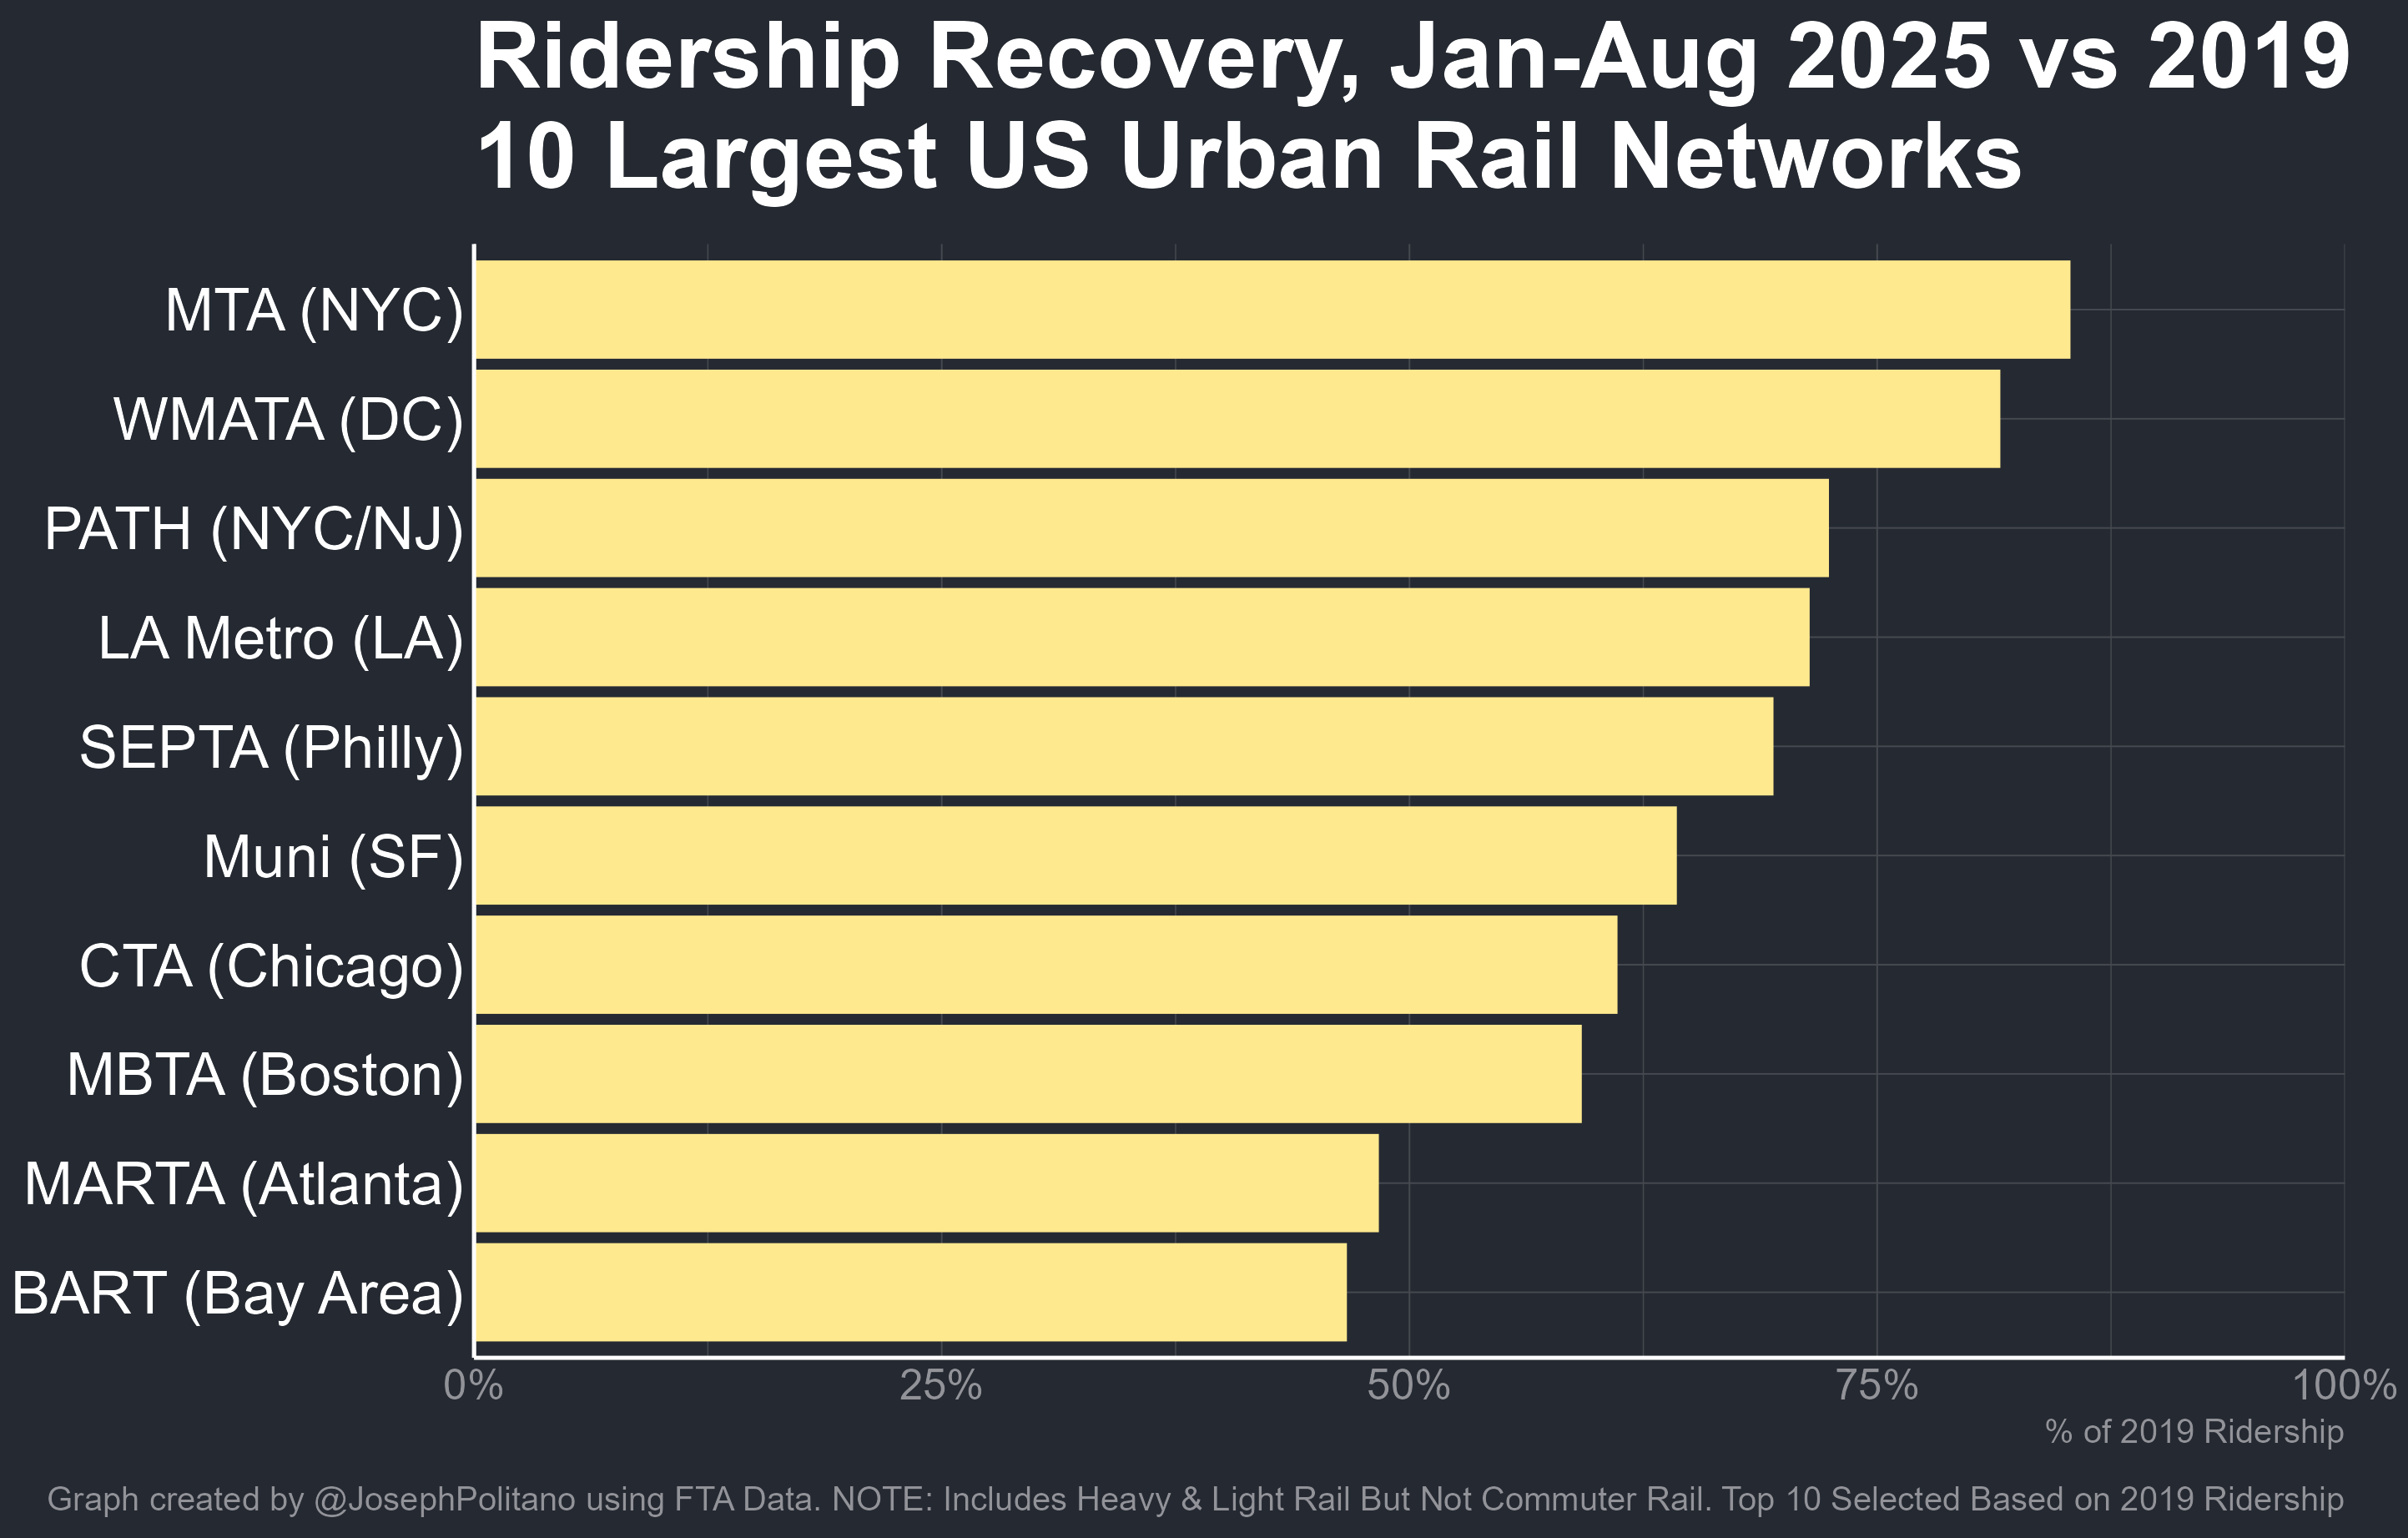 Ridership Recovery, Jan-Aug 2025 vs 2019
10 Largest US Urban Rail Networks
MTA (NYC)
WMATA (DC)
PATH (NYC/NJ)
LA Metro (LA)
SEPTA (Philly)
Muni (SF)
CTA (Chicago)
MBTA (Boston)
MARTA (Atlanta)
BART (Bay Area)
0% 25% 50% 75% 100%
% of 2019 Ridership
Graph created by @JosephPolitano using FTA Data. NOTE: Includes Heavy & Light Rail But Not Commuter Rail. Top 10 Selected Based on 2019 Ridership